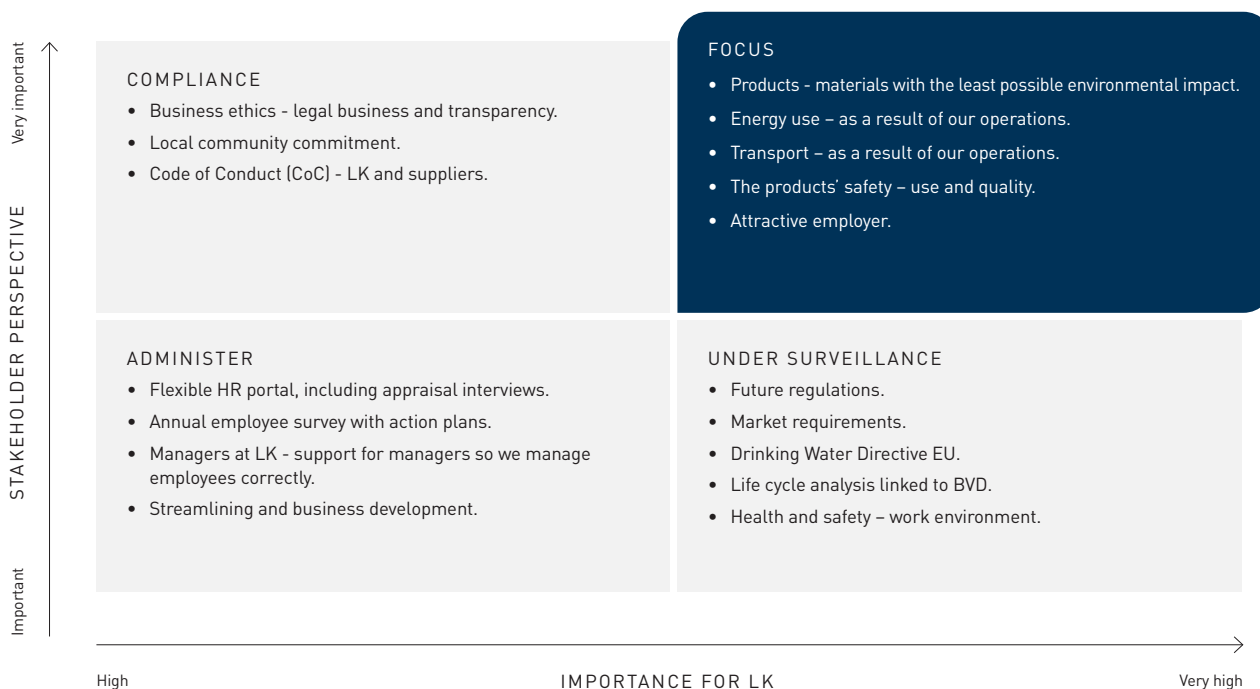 Very important
STAKEHOLDER PERSPECTIVE
Important
COMPLIANCE
• Business ethics - legal business and transparency.
• Local community commitment.
• Code of Conduct (CoC) - LK and suppliers.
FOCUS
• Products - materials with the least possible environmental impact.
• Energy use – as a result of our operations.
• Transport – as a result of our operations.
• The products’ safety – use and quality.
• Attractive employer.
ADMINISTER
• Flexible HR portal, including appraisal interviews.
• Annual employee survey with action plans.
• Managers at LK - support for managers so we manage
employees correctly.
• Streamlining and business development.
UNDER SURVEILLANCE
• Future regulations.
• Market requirements.
• Drinking Water Directive EU.
• Life cycle analysis linked to BVD.
• Health and safety – work environment.
High
IMPORTANCE FOR LK
Very high